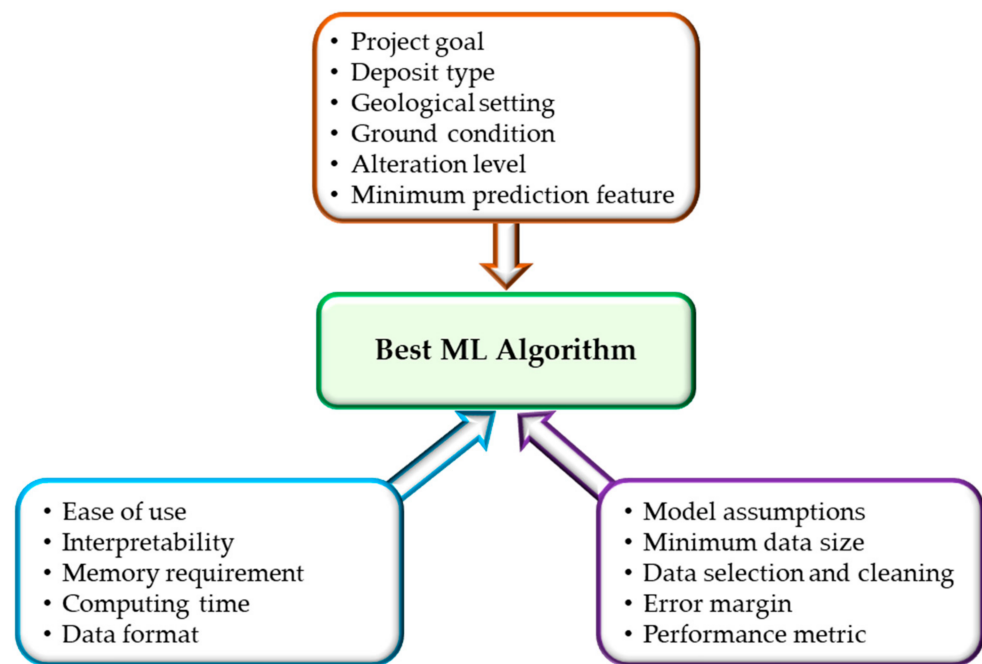 • Project goal
• Deposit type
• Geological setting
• Ground condition
• Alteration level
• Minimum prediction feature
Best ML Algorithm
• Ease of use
• Interpretability
• Memory requirement
• Computing time
• Data format
• Model assumptions
• Minimum data size
• Data selection and cleaning
• Error margin
• Performance metric